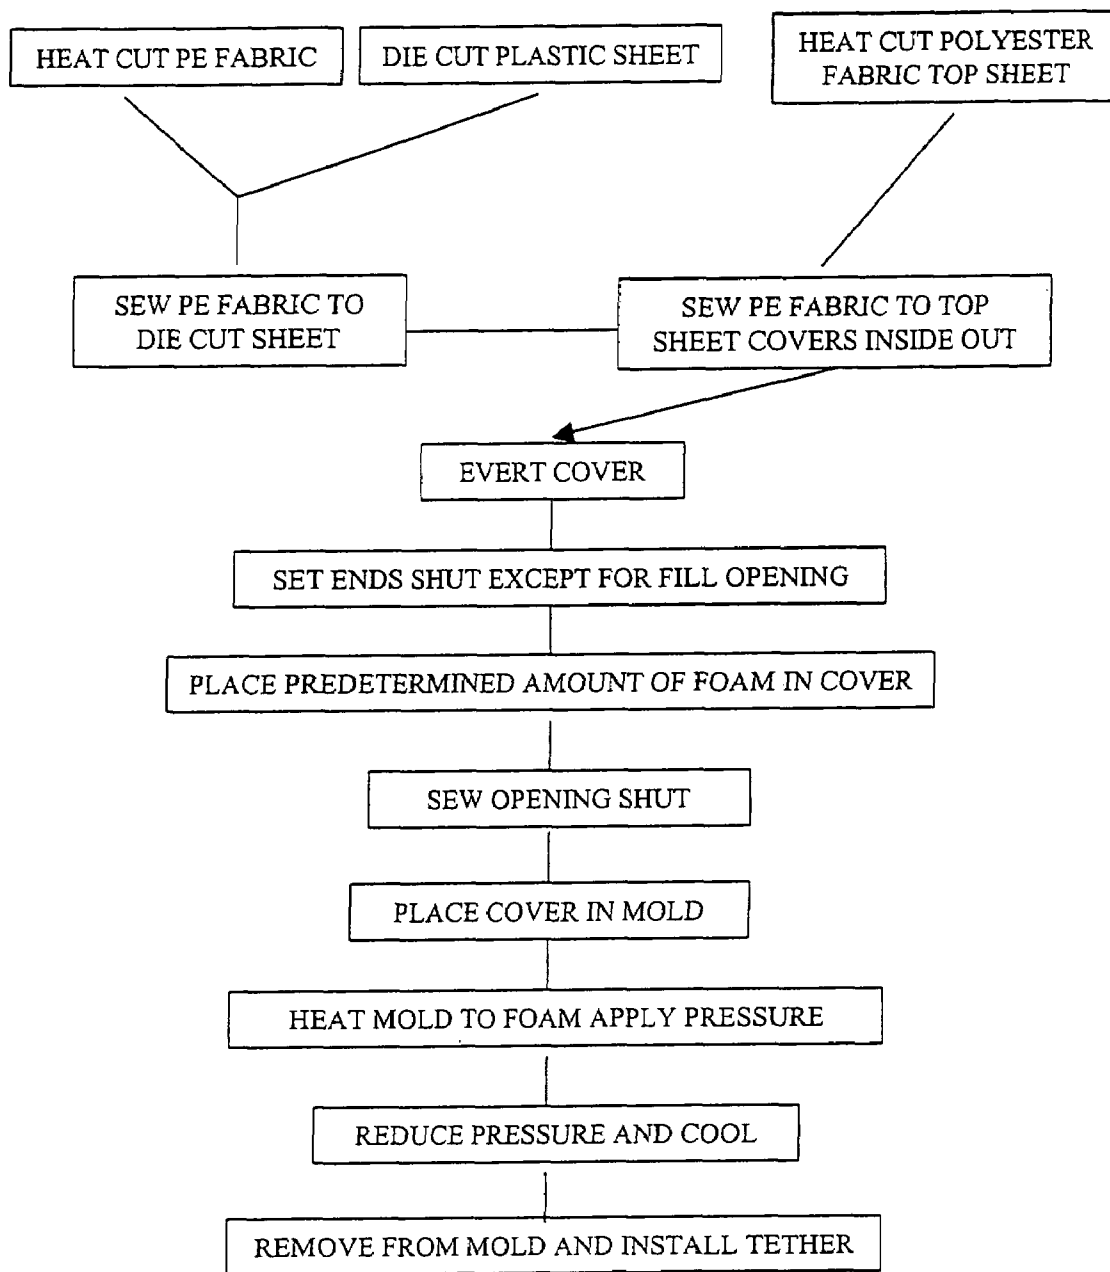 HEAT CUT PE FABRIC
DIE CUT PLASTIC SHEET
HEAT CUT POLYESTER
FABRIC TOP SHEET
SEW PE FABRIC TO
DIE CUT SHEET
SEW PE FABRIC TO TOP
SHEET COVERS INSIDE OUT
EVERT COVER
SET ENDS SHUT EXCEPT FOR FILL OPENING
PLACE PREDETERMINED AMOUNT OF FOAM IN COVER
SEW OPENING SHUT
PLACE COVER IN MOLD
HEAT MOLD TO FOAM APPLY PRESSURE
REDUCE PRESSURE AND COOL
REMOVE FROM MOLD AND INSTALL TETHER